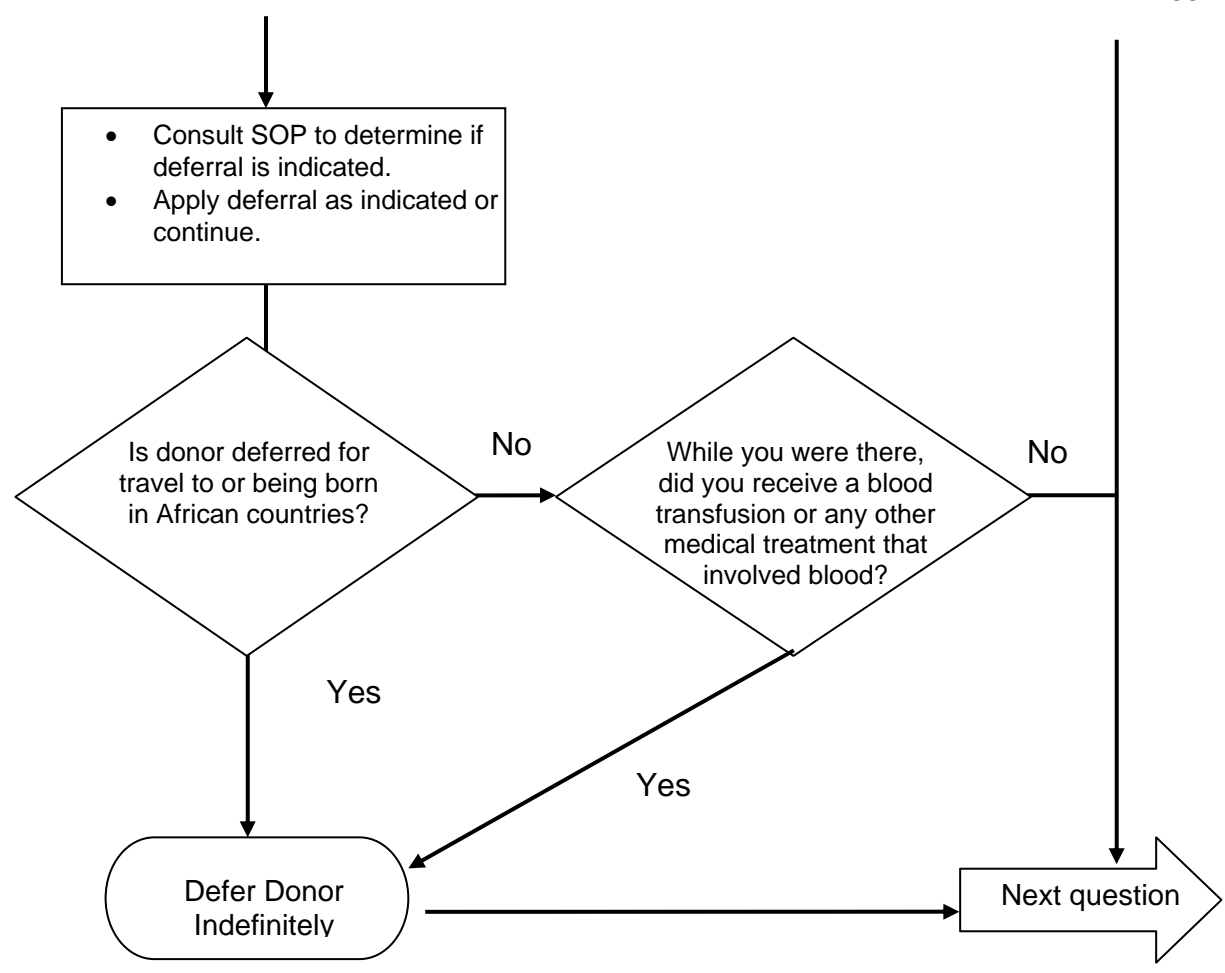 • Consult SOP to determine if
deferral is indicated.
• Apply deferral as indicated or
continue.
Is donor deferred for
travel to or being born
in African countries?
No
While you were there,
did you receive a blood
transfusion or any other
medical treatment that
involved blood?
No
Yes
Yes
Defer Donor
Indefinitely
Next question